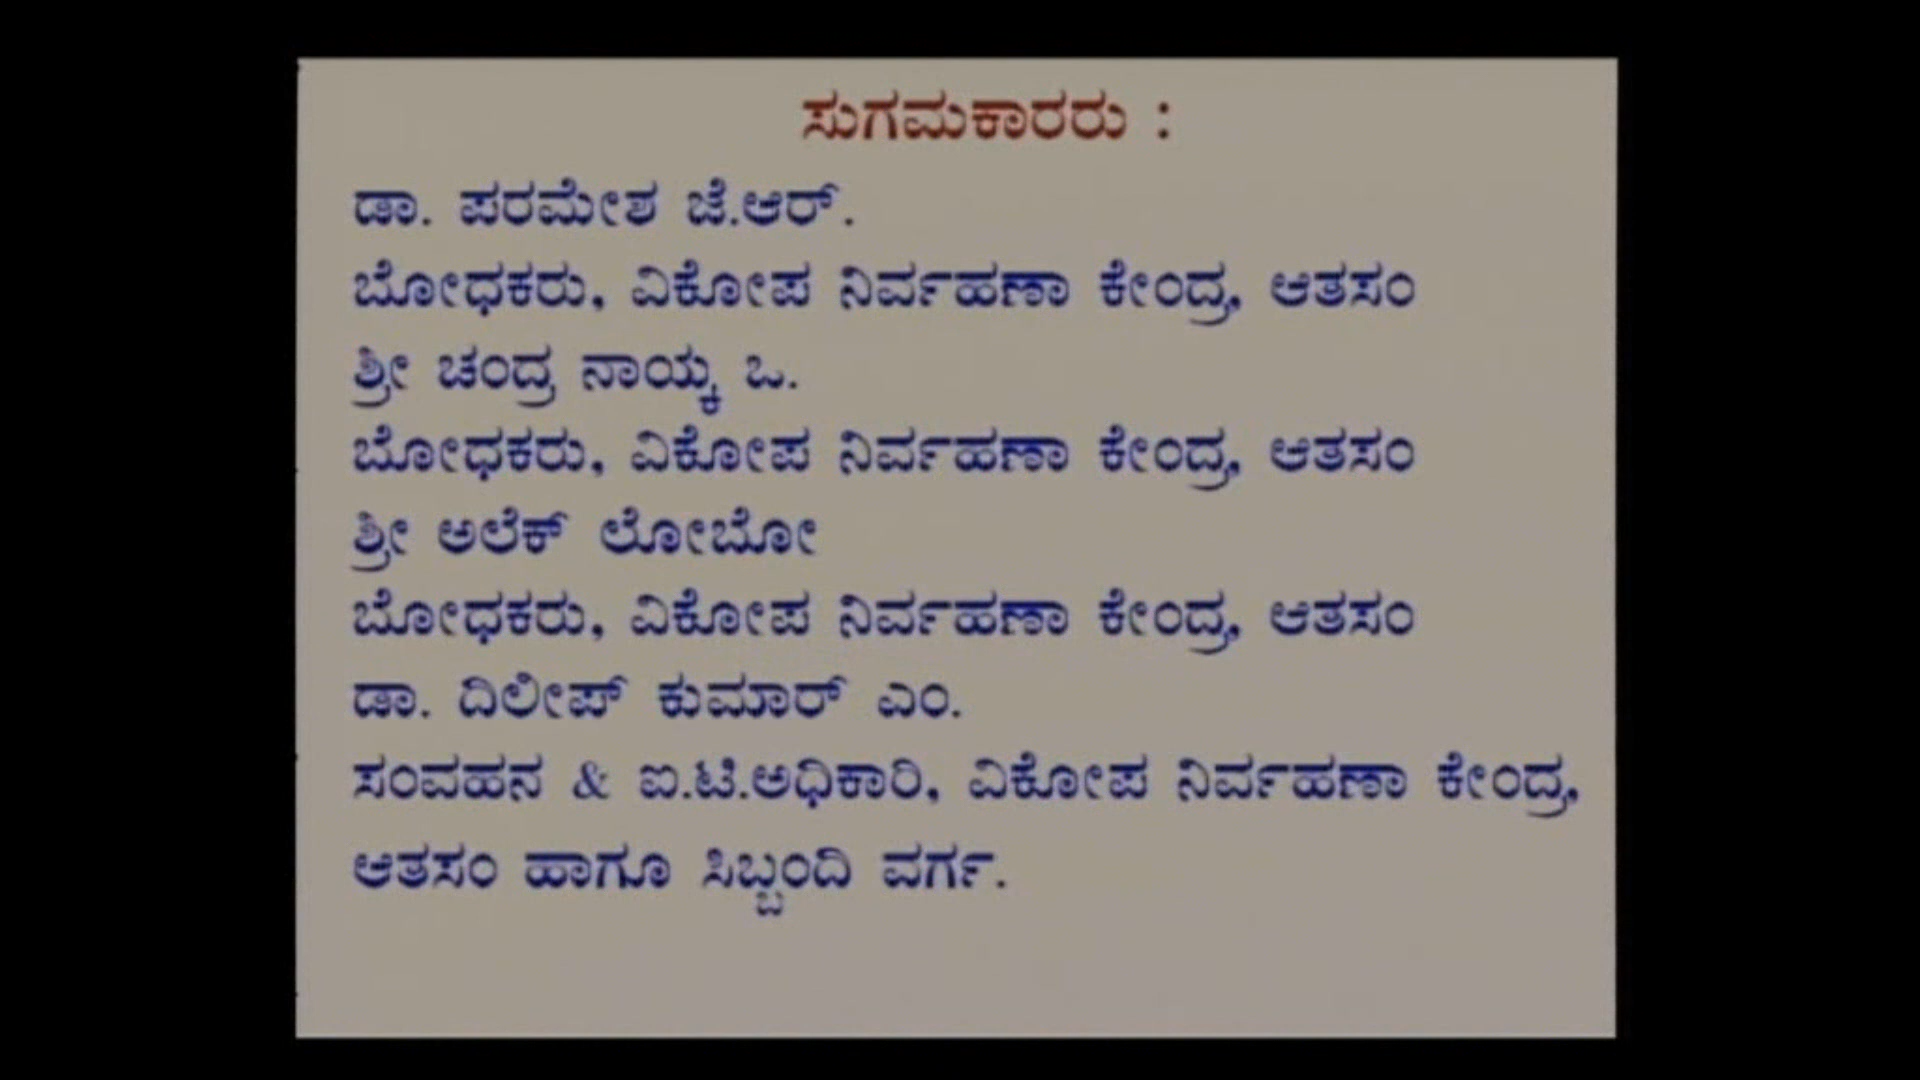 ಸುಗಮಕಾರರು :
ಡಾ. ಪರಮೇಶ ಜೆ.ಆರ್.
ಬೋಧಕರು, ವಿಕೋಪ ನಿರ್ವಹಣಾ ಕೇಂದ್ರ, ಆತಸಂ
ಶ್ರೀ ಚಂದ್ರ ನಾಯ್ಕ ಒ.
ಬೋಧಕರು, ವಿಕೋಪ ನಿರ್ವಹಣಾ ಕೇಂದ್ರ, ಆತಸಂ
ಶ್ರೀ ಅಲೆಕ್ ಲೋಬೋ
ಬೋಧಕರು, ವಿಕೋಪ ನಿರ್ವಹಣಾ ಕೇಂದ್ರ, ಆತಸಂ
ಡಾ. ದಿಲೀಪ್ ಕುಮಾರ್ ಎಂ.
ಸಂವಹನ & ಐ.ಟಿ.ಅಧಿಕಾರಿ, ವಿಕೋಪ ನಿರ್ವಹಣಾ ಕೇಂದ್ರ,
ಆತಸಂ ಹಾಗೂ ಸಿಬ್ಬಂದಿ ವರ್ಗ.